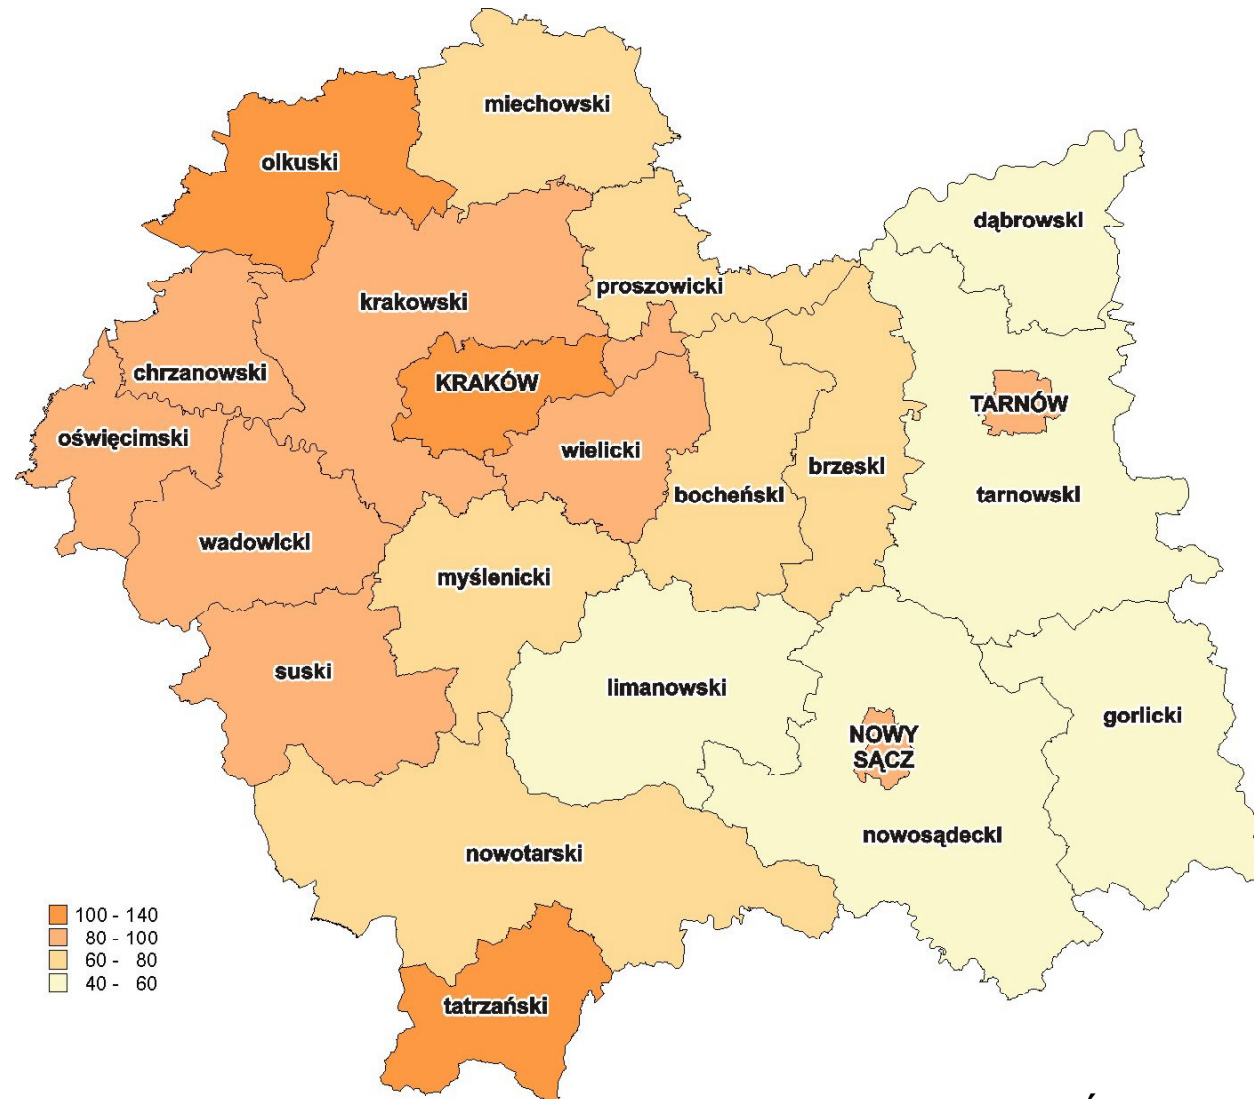 miechowski
olkuski
dąbrowskI
proszowicki
krakowski
chrzanowski
KRAKÓW
TARNÓW
oświęcimski
wielicki
brzeskI
bocheńskI
tarnowskI
wadowIckI
myślenicki
suski
limanowski
gorlicki
NOWY
SĄCZ
nowosądeckI
nowotarski
100 - 140
80 - 100
60 - 80
40 - 60
tatrzański